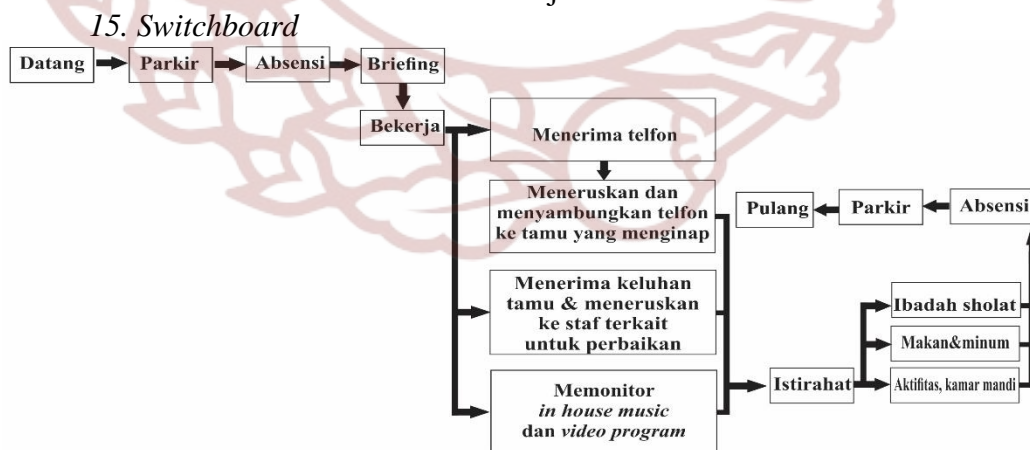 15. Switchboard
Datang
Parkir
Absensi
Briefing
Bekerja
Menerima telfon
Meneruskan dan
menyambungkan telfon
ke tamu yang menginap
Menerima keluhan
tamu & meneruskan
ke staf terkait
untuk perbaikan
Memonitor
in house music
dan video program
Istirahat
Ibadah sholat
Makan&minum
Aktifitas, kamar mandi
Absensi
Parkir
Pulang